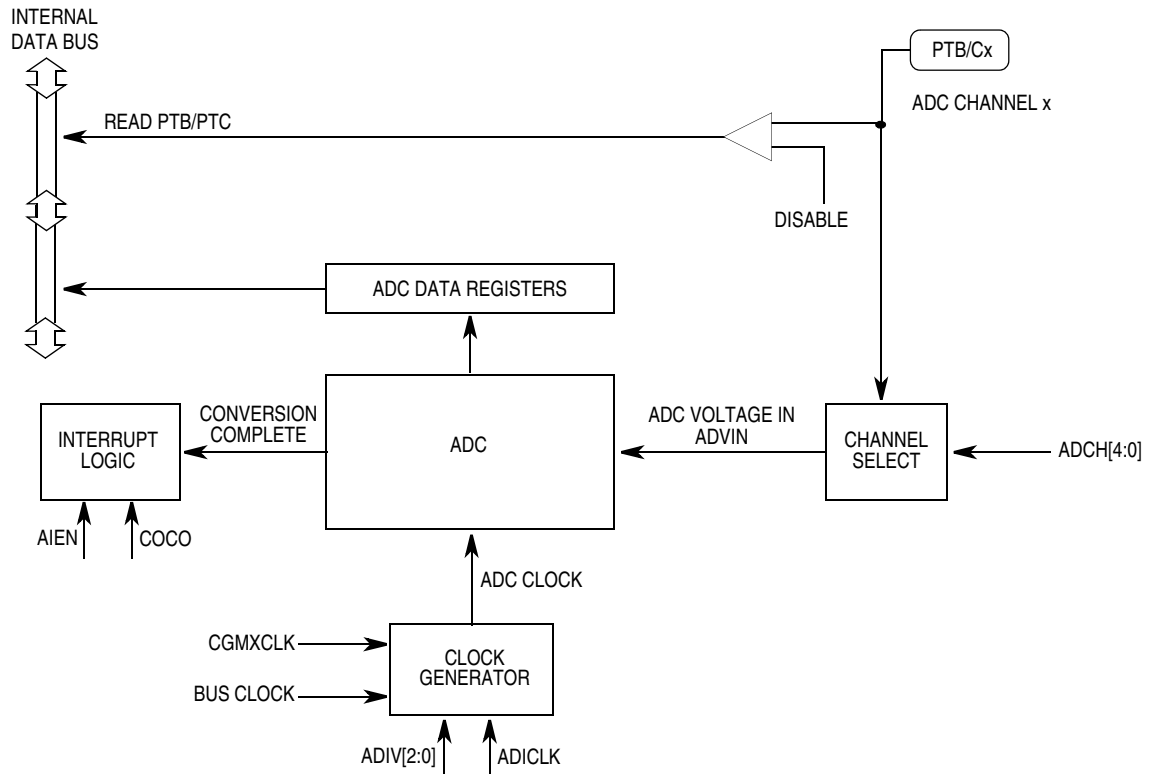 INTERNAL
DATA BUS
PTB/Cx
ADC CHANNEL x
READ PTB/PTC
DISABLE
ADC DATA REGISTERS
CONVERSION
COMPLETE
INTERRUPT
LOGIC
ADC
ADC VOLTAGE IN
ADVIN
CHANNEL
SELECT
ADCH[4:0]
AIEN
COCO
ADC CLOCK
CGMXCLK
BUS CLOCK
CLOCK
GENERATOR
ADIV[2:0]
ADICLK